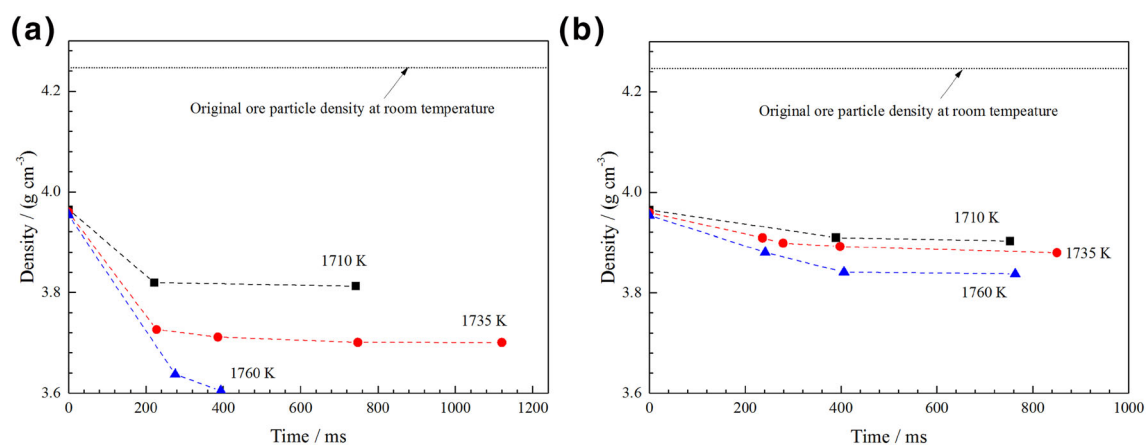 (a)
4.2
4.0
3.8
3.6
Density / (g cm⁻³)
Original ore particle density at room temperature
1710 K
1735 K
1760 K
0 200 400 600 800 1000 1200
Time / ms
(b)
4.2
4.0
3.8
3.6
Density / (g cm⁻³)
Original ore particle density at room tempeature
1710 K
1735 K
1760 K
0 200 400 600 800 1000
Time / ms